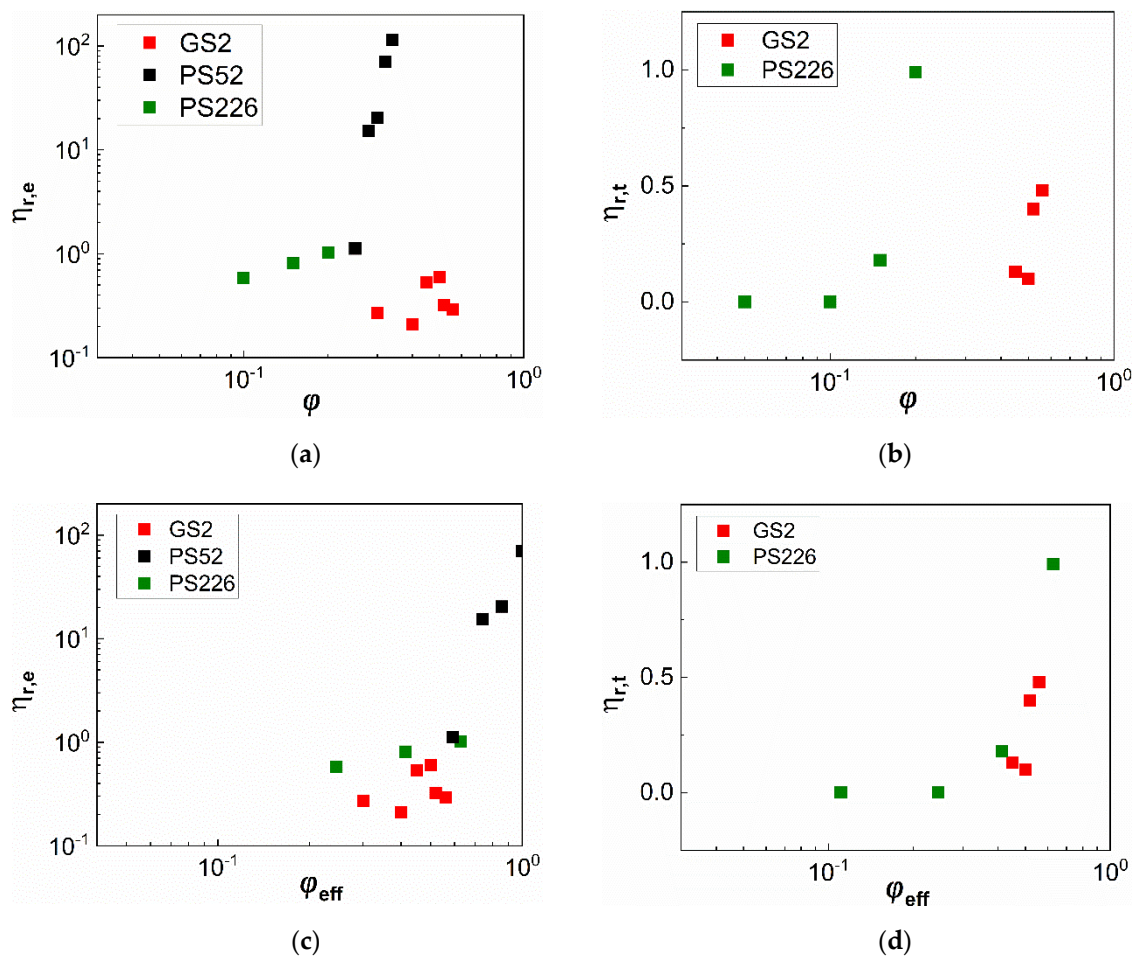 GS2
PS52
PS226
10²
10¹
10⁰
10⁻¹
η_r,e
10⁻¹
10⁰
φ
(a)
GS2
PS226
1.0
0.5
0.0
η_r,t
10⁻¹
10⁰
φ
(b)
GS2
PS52
PS226
10²
10¹
10⁰
10⁻¹
η_r,e
10⁻¹
10⁰
φ_eff
(c)
GS2
PS226
1.0
0.5
0.0
η_r,t
10⁻¹
10⁰
φ_eff
(d)